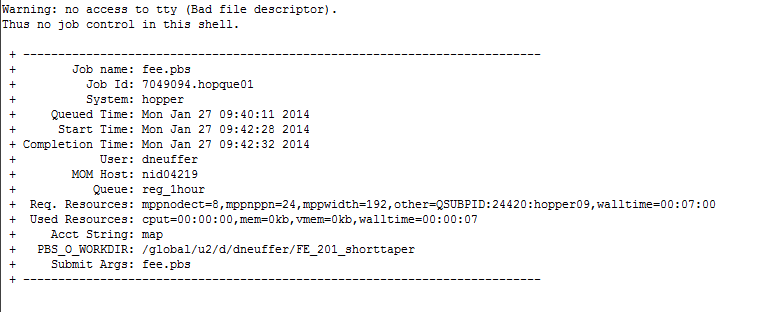 Warning: no access to tty (Bad file descriptor).
Thus no job control in this shell.
+ --------------------------------------------------------------------------
+ Job name: fee.pbs
+ Job Id: 7049094.hopque01
+ System: hopper
+ Queued Time: Mon Jan 27 09:40:11 2014
+ Start Time: Mon Jan 27 09:42:28 2014
+ Completion Time: Mon Jan 27 09:42:32 2014
+ User: dneuffer
+ MOM Host: nid04219
+ Queue: reg_1hour
+ Req. Resources: mppnodect=8,mppnppn=24,mppwidth=192,other=QSUBPID:24420:hopper09,walltime=00:07:00
+ Used Resources: cput=00:00:00,mem=0kb,vmem=0kb,walltime=00:00:07
+ Acct String: map
+ PBS_O_WORKDIR: /global/u2/d/dneuffer/FE_201_shorttaper
+ Submit Args: fee.pbs
+ --------------------------------------------------------------------------